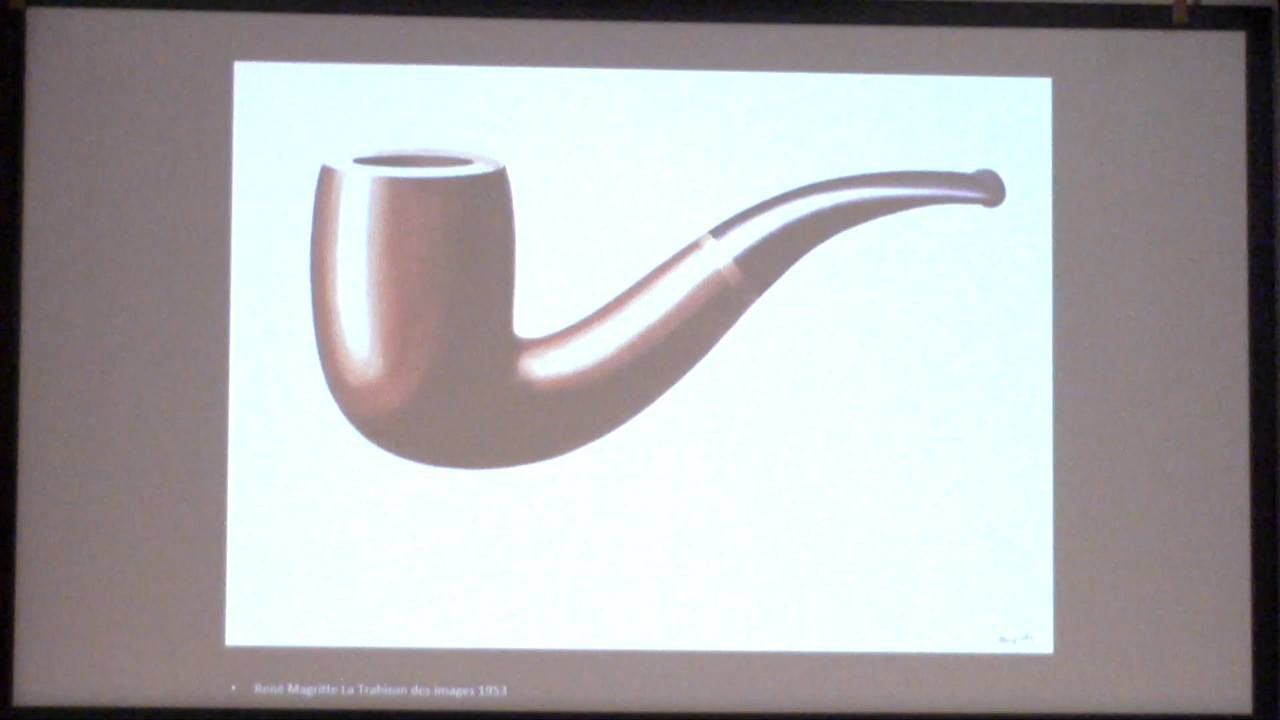 • René Magritte La Trahison des images 1953